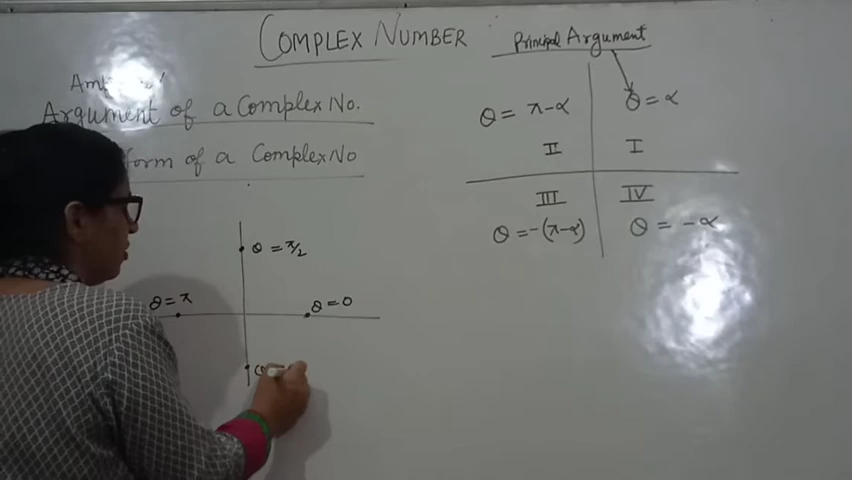 COMPLEX NUMBER
Principal Argument
Argument of a Complex No.
form of a Complex No
θ = π-α
θ = α
II
I
III
IV
θ = -(π-α)
θ = -α
θ = π/2
θ = π
θ = 0